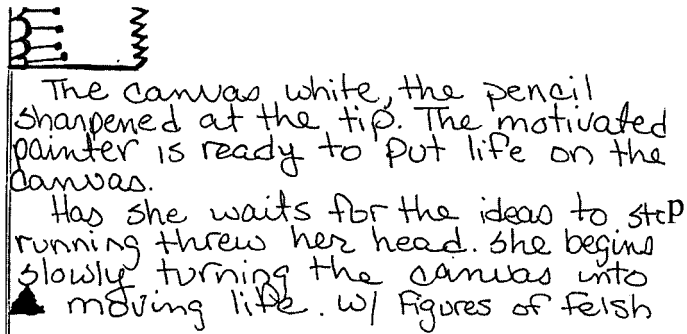 The canvas white, the pencil
sharpened at the tip. The motivated
painter is ready to put life on the
canvas.
Has she waits for the ideas to stop
running threw her head. she begins
slowly turning the canvas into
moving life. w/ figures of felsh